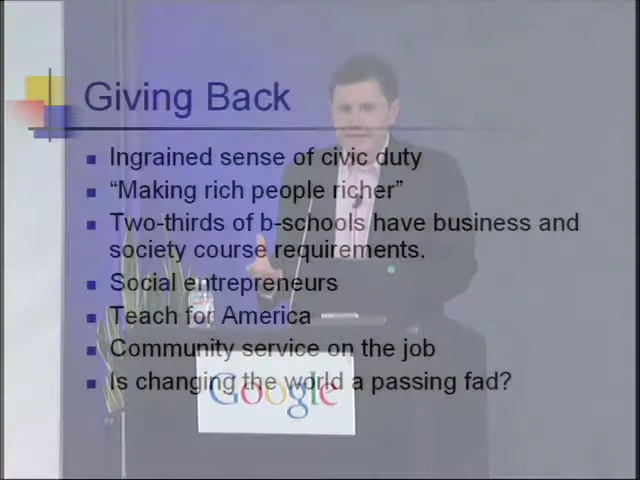 Giving Back
Ingrained sense of civic duty
“Making rich people richer”
Two-thirds of b-schools have business and
society course requirements.
Social entrepreneurs
Teach for America
Community service on the job
Is changing the world a passing fad?
Google